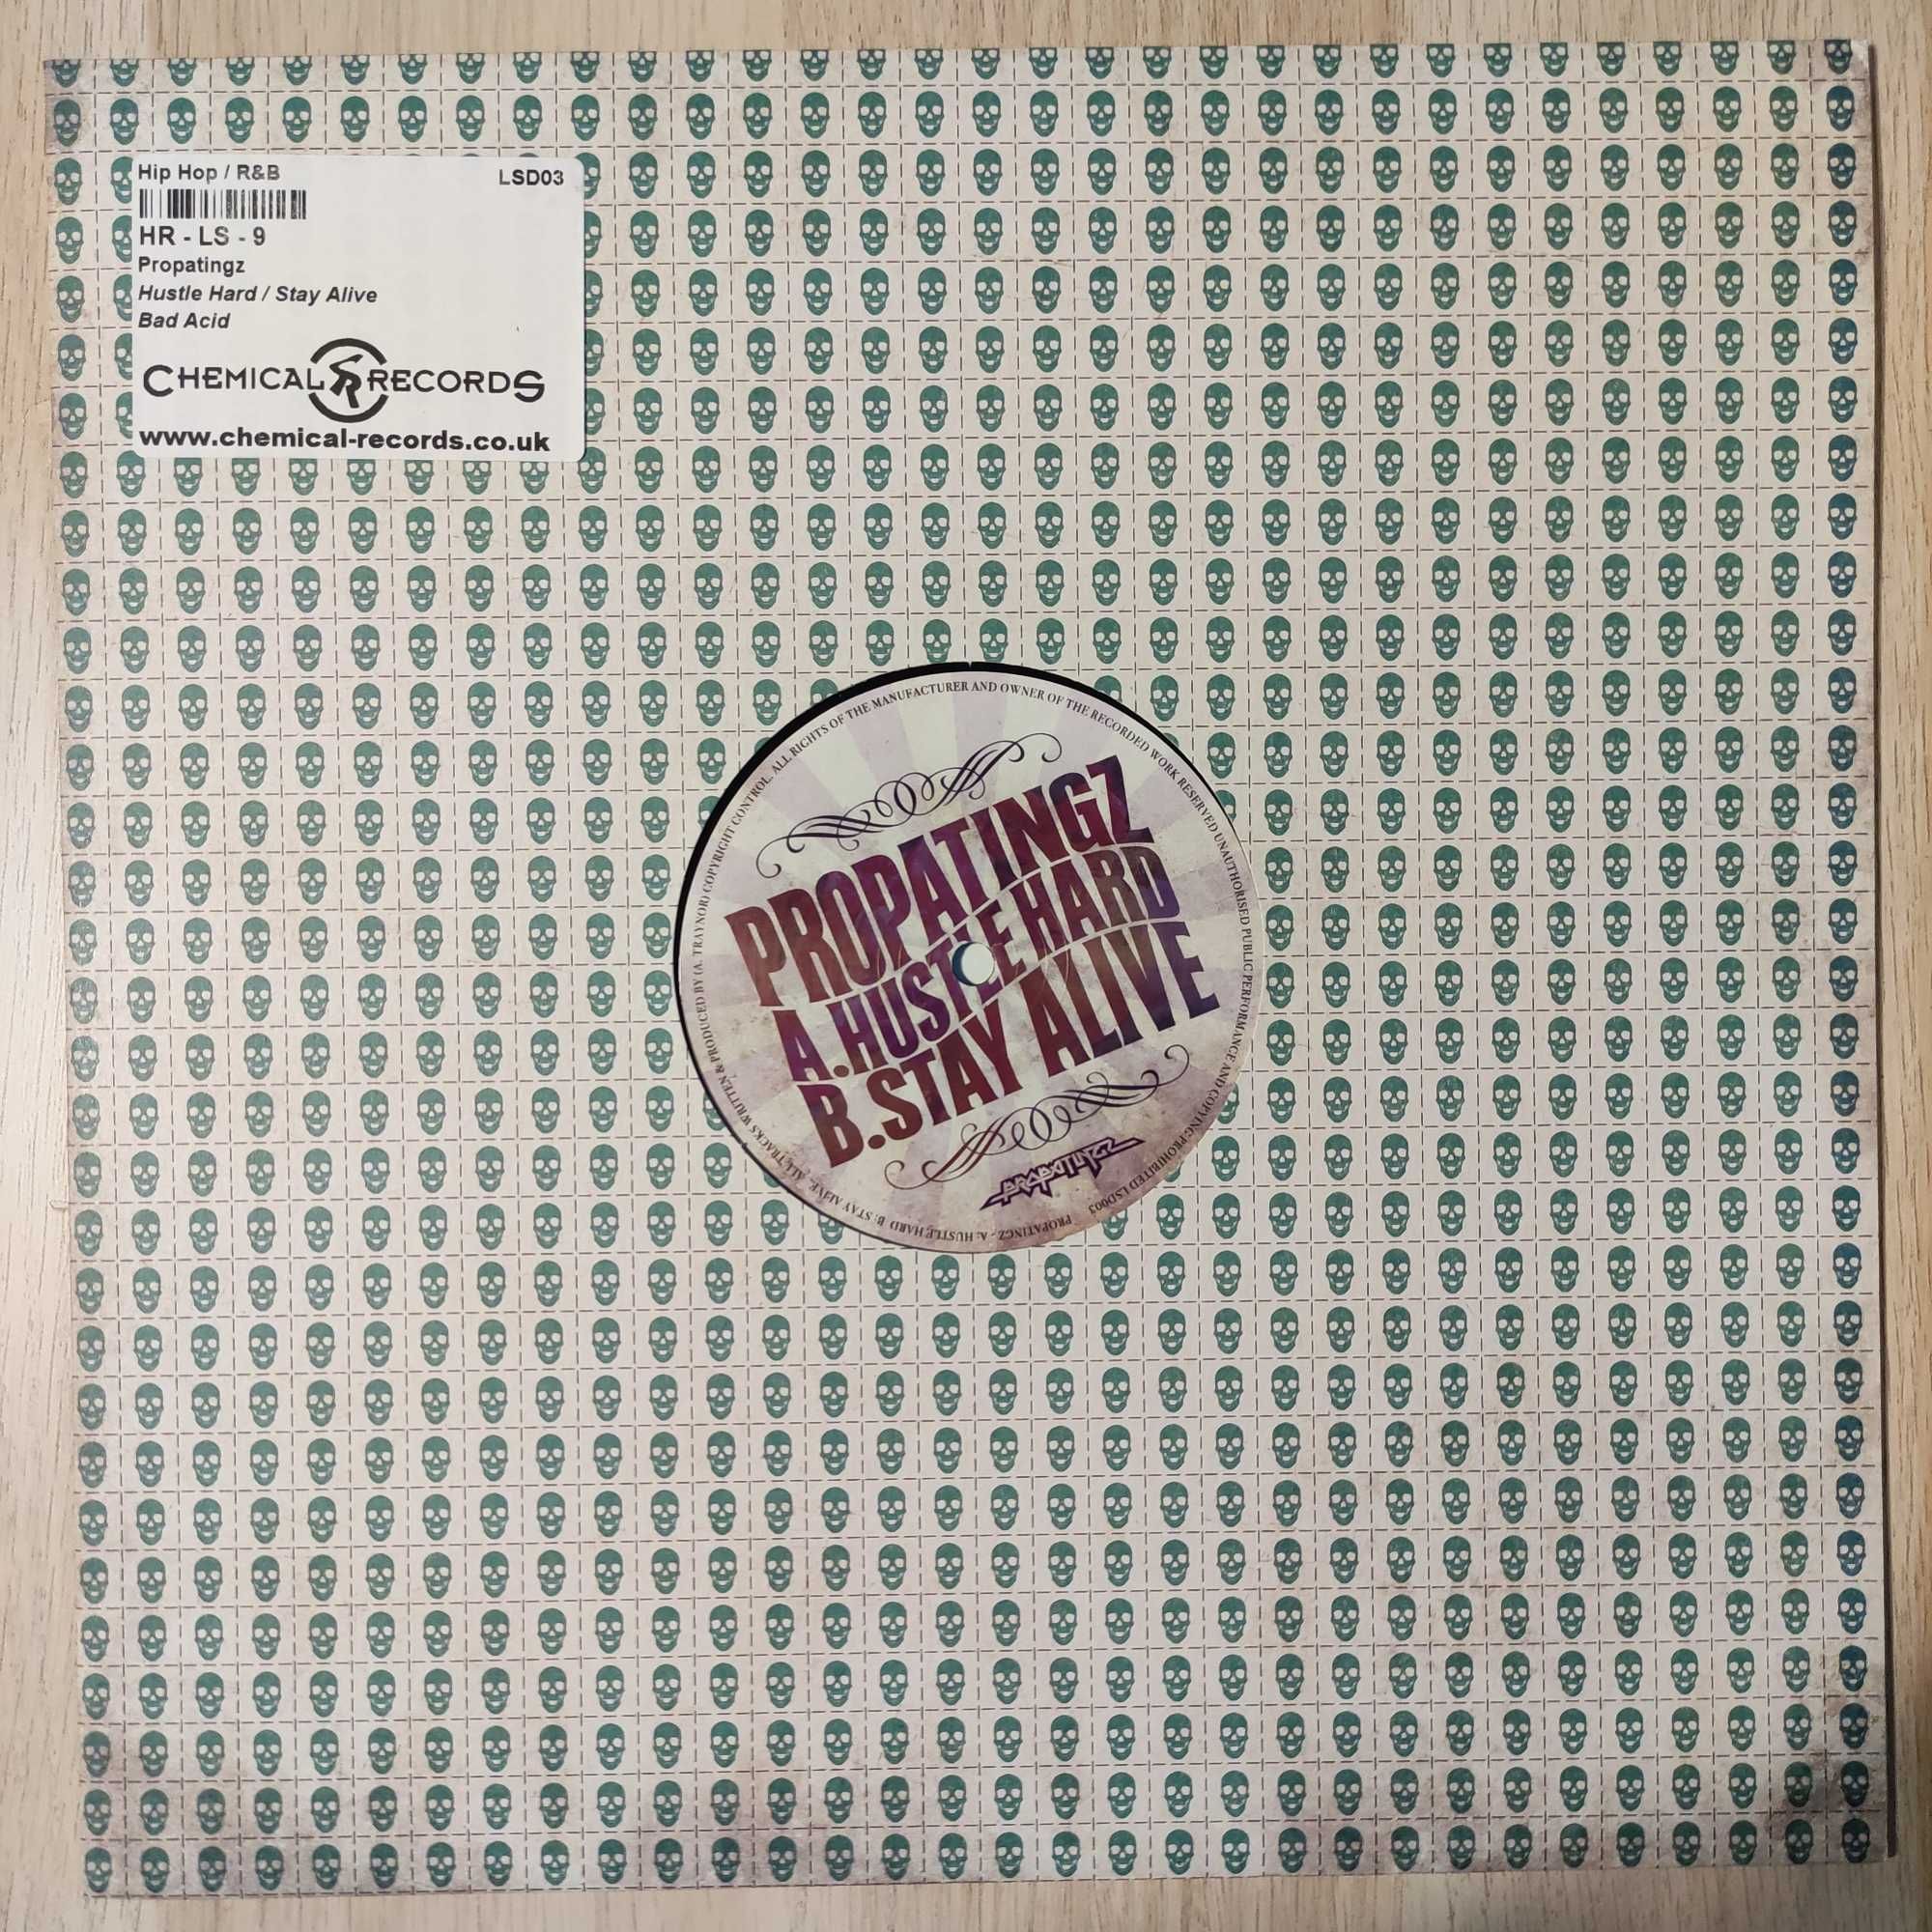 Hip Hop / R&B LSD03
HR - LS - 9
Propatingz
Hustle Hard / Stay Alive
Bad Acid
CHEMICAL RECORDS
www.chemical-records.co.uk
PROPATINGZ
A.HUSTLE HARD
B.STAY ALIVE
PROPATINGZ
PROPATINGZ - A: HUSTLE HARD B: STAY ALIVE. ALL TRACKS WRITTEN & PRODUCED BY (A. TRAYNOR) COPYRIGHT CONTROL. ALL RIGHTS OF THE MANUFACTURER AND OWNER OF THE RECORDED WORK RESERVED UNAUTHORISED PUBLIC PERFORMANCE AND COPYING PROHIBITED LSD003